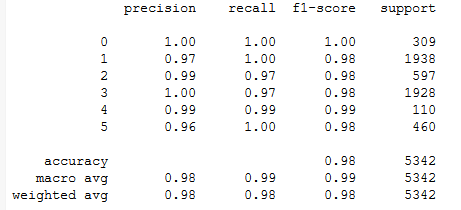 precision recall f1-score support
0 1.00 1.00 1.00 309
1 0.97 1.00 0.98 1938
2 0.99 0.97 0.98 597
3 1.00 0.97 0.98 1928
4 0.99 0.99 0.99 110
5 0.96 1.00 0.98 460
accuracy 0.98 5342
macro avg 0.98 0.99 0.99 5342
weighted avg 0.98 0.98 0.98 5342